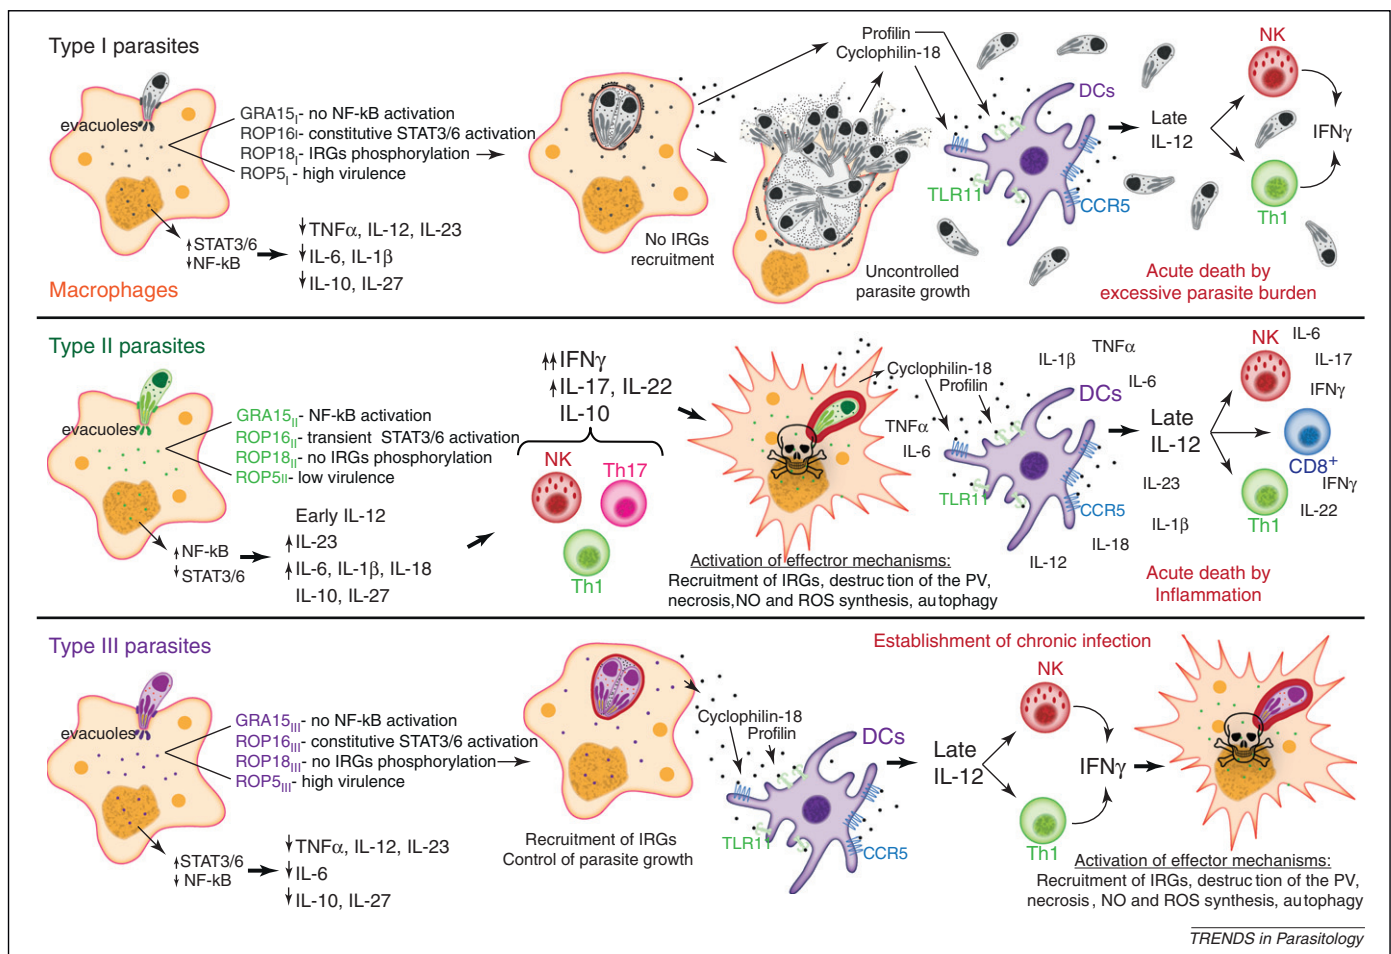 Type I parasites
evacuoles
GRA15I- no NF-kB activation
ROP16I- constitutive STAT3/6 activation
ROP18I- IRGs phosphorylation
ROP5I - high virulence
STAT3/6
NF-kB
TNFα, IL-12, IL-23
IL-6, IL-1β
IL-10, IL-27
Macrophages
No IRGs
recruitment
Profilin
Cyclophilin-18
Uncontrolled
parasite growth
DCs
TLR11
CCR5
Late
IL-12
NK
Th1
IFNγ
Acute death by
excessive parasite burden
Type II parasites
evacuoles
GRA15II- NF-kB activation
ROP16II- transient STAT3/6 activation
ROP18II- no IRGs phosphorylation
ROP5II- low virulence
NF-kB
STAT3/6
Early IL-12
IL-23
IL-6, IL-1β, IL-18
IL-10, IL-27
IFNγ
IL-17, IL-22
IL-10
NK
Th17
Th1
Activation of effectror mechanisms:
Recruitment of IRGs, destruc tion of the PV,
necrosis,NO and ROS synthesis, autophagy
Cyclophilin-18
Profilin
TNFα
IL-6
IL-1β
TNFα
IL-6
DCs
TLR11
CCR5
IL-12
IL-18
IL-1β
IL-23
Late
IL-12
NK
IL-6
IL-17
IFNγ
CD8+
IFNγ
Th1
IL-22
Acute death by
Inflammation
Type III parasites
evacuoles
GRA15III- no NF-kB activation
ROP16III- constitutive STAT3/6 activation
ROP18III- no IRGs phosphorylation
ROP5III- high virulence
STAT3/6
NF-kB
TNFα, IL-12, IL-23
IL-6
IL-10, IL-27
Recruitment of IRGs
Control of parasite growth
Cyclophilin-18
Profilin
DCs
TLR11
CCR5
Establishment of chronic infection
Late
IL-12
NK
Th1
IFNγ
Activation of effector mechanisms:
Recruitment of IRGs, destruc tion of the PV,
necrosis , NO and ROS synthesis, autophagy
TRENDS in Parasitology